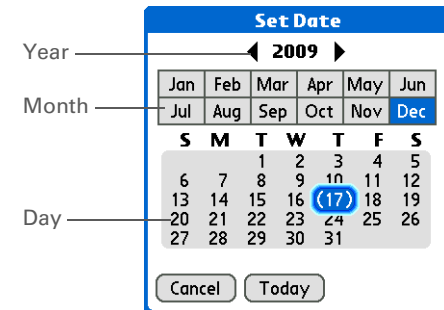 Set Date
Year
2009
Jan Feb Mar Apr May Jun
Month
Jul Aug Sep Oct Nov Dec
S M T W T F S
1 2 3 4 5
6 7 8 9 10 11 12
13 14 15 16 (17) 18 19
Day
20 21 22 23 24 25 26
27 28 29 30 31
Cancel Today